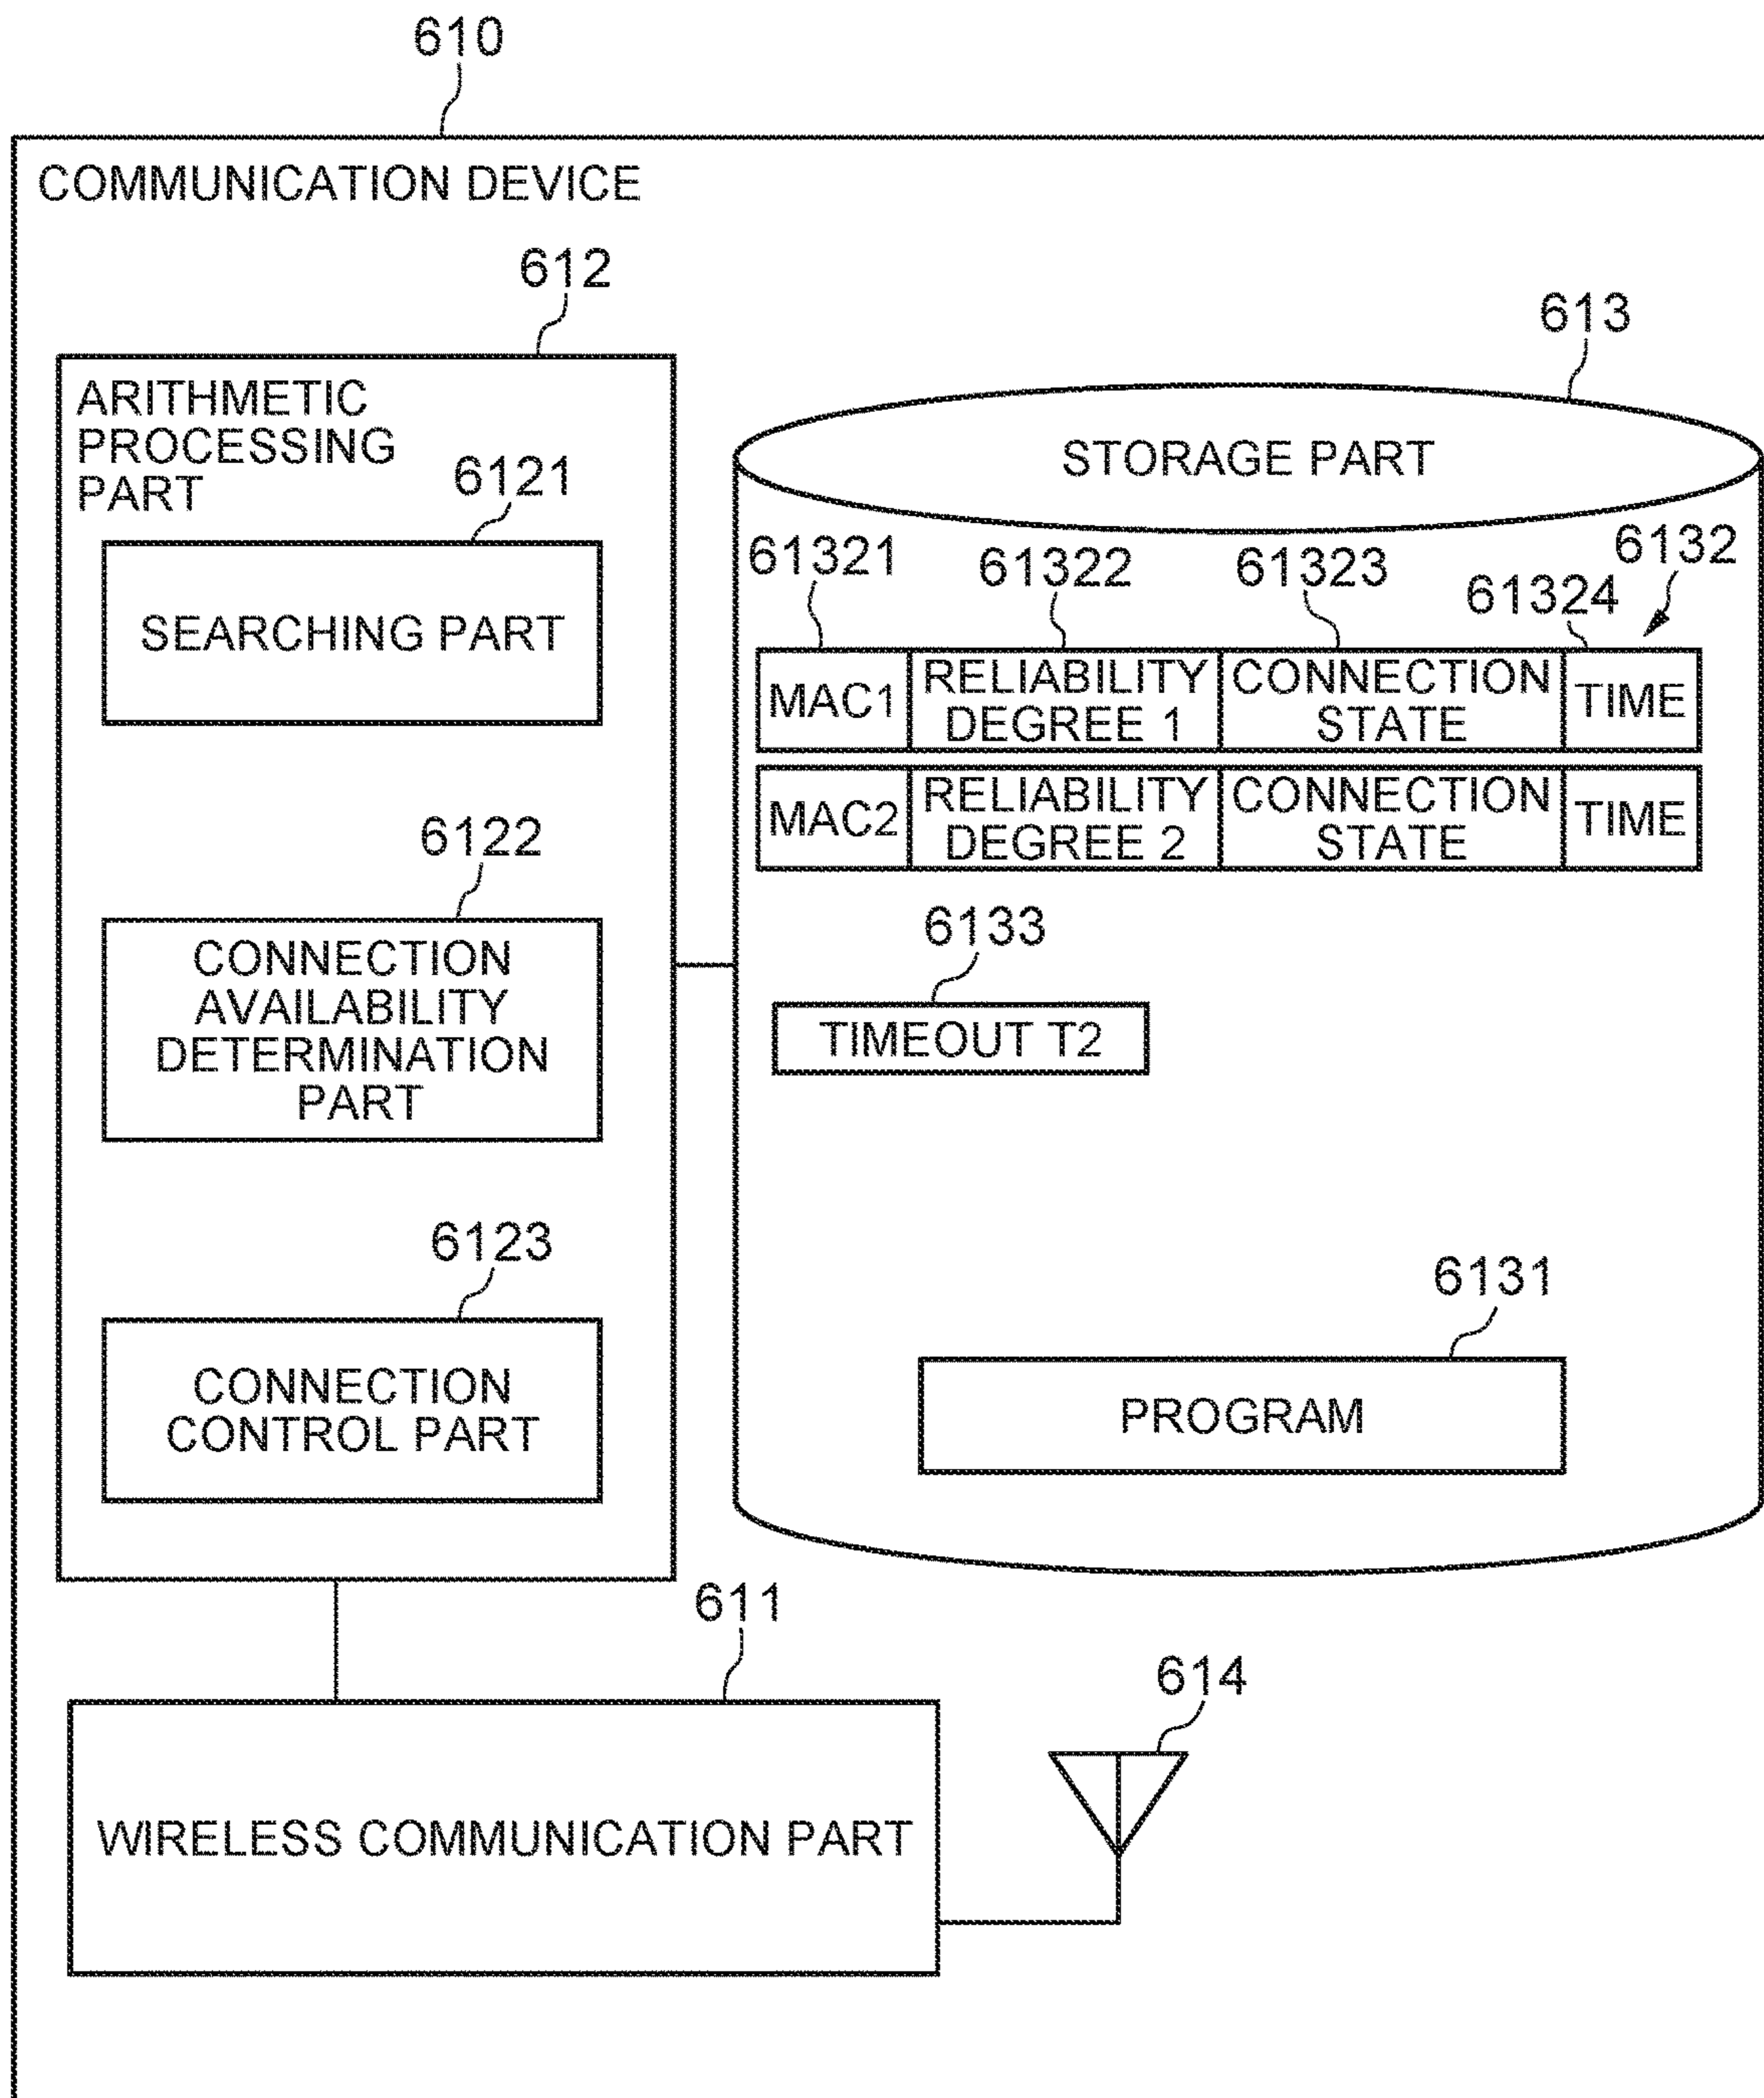 610
COMMUNICATION DEVICE
612
ARITHMETIC
PROCESSING
PART
6121
SEARCHING PART
6122
CONNECTION
AVAILABILITY
DETERMINATION
PART
6123
CONNECTION
CONTROL PART
613
STORAGE PART
61321
61322
61323
61324
6132
MAC1
RELIABILITY
DEGREE 1
CONNECTION
STATE
TIME
MAC2
RELIABILITY
DEGREE 2
CONNECTION
STATE
TIME
6133
TIMEOUT T2
6131
PROGRAM
611
WIRELESS COMMUNICATION PART
614